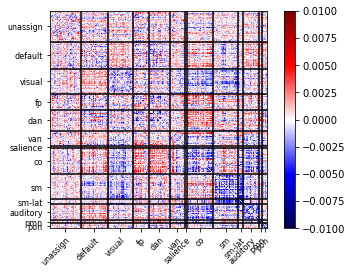 unassign
default
visual
fp
dan
van
salience
co
sm
sm-lat
auditory
pmn
pon
unassign
default
visual
fp
dan
van
salience
co
sm
sm-lat
auditory
0.0100
0.0075
0.0050
0.0025
0.0000
−0.0025
−0.0050
−0.0075
−0.0100